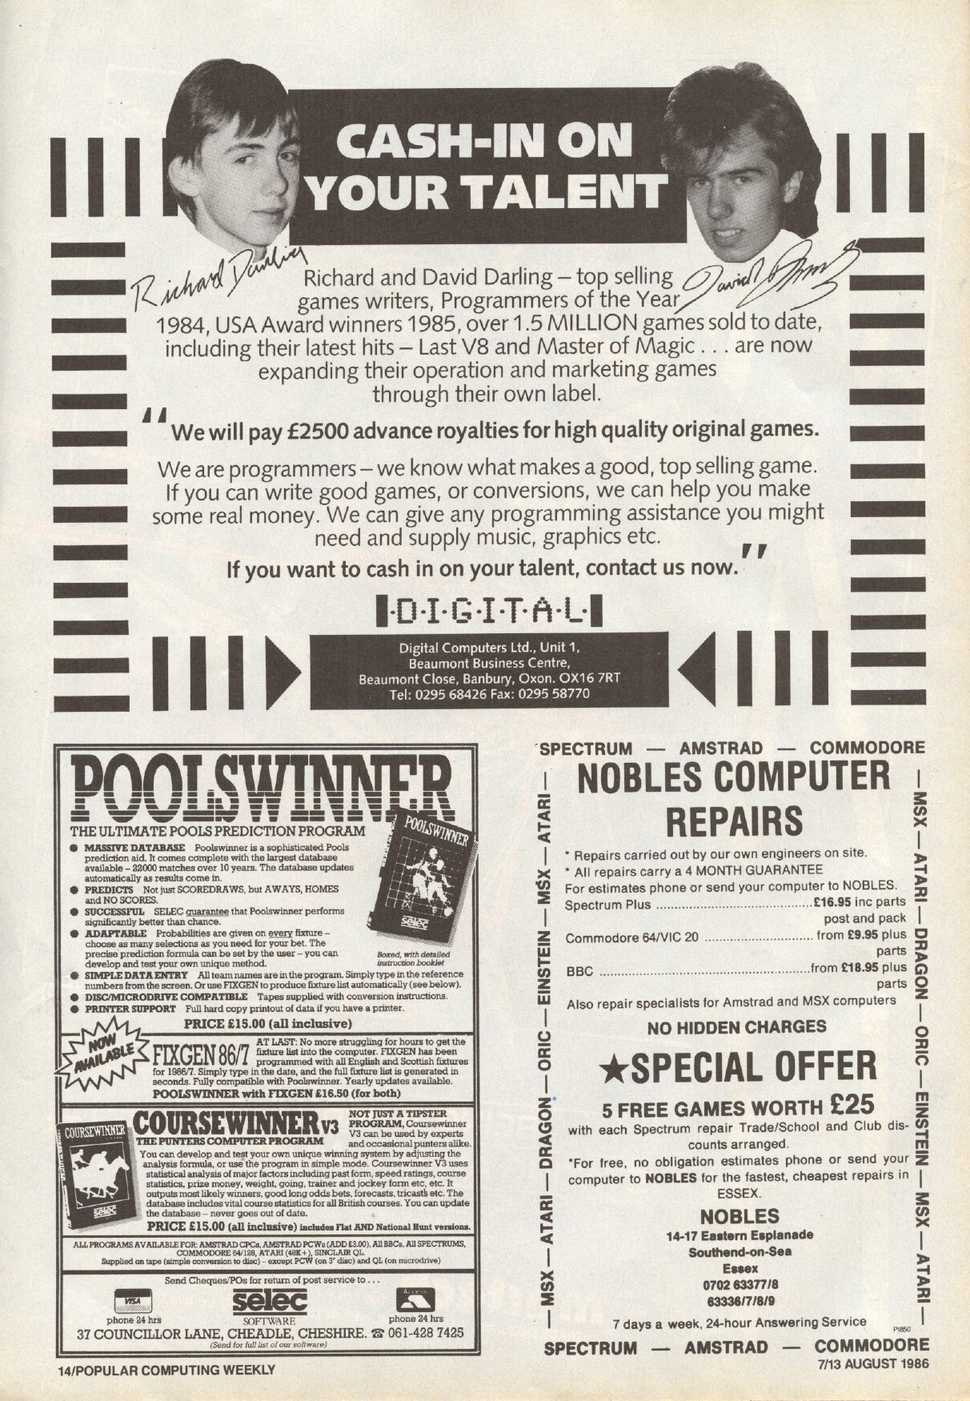 CASH-IN ON
YOUR TALENT
Richard Darling
David Darling
Richard and David Darling – top selling
games writers, Programmers of the Year
1984, USA Award winners 1985, over 1.5 MILLION games sold to date,
including their latest hits – Last V8 and Master of Magic . . . are now
expanding their operation and marketing games
through their own label.
"We will pay £2500 advance royalties for high quality original games.
We are programmers – we know what makes a good, top selling game.
If you can write good games, or conversions, we can help you make
some real money. We can give any programming assistance you might
need and supply music, graphics etc.
If you want to cash in on your talent, contact us now."
·D·I·G·I·T·A·L·
Digital Computers Ltd., Unit 1,
Beaumont Business Centre,
Beaumont Close, Banbury, Oxon. OX16 7RT
Tel: 0295 68426 Fax: 0295 58770
POOLSWINNER
THE ULTIMATE POOLS PREDICTION PROGRAM
● MASSIVE DATABASE Poolswinner is a sophisticated Pools
prediction aid. It comes complete with the largest database
available – 22000 matches over 10 years. The database updates
automatically as results come in.
● PREDICTS Not just SCOREDRAWS, but AWAYS, HOMES
and NO SCORES.
● SUCCESSFUL SELEC guarantee that Poolswinner performs
significantly better than chance.
● ADAPTABLE Probabilities are given on every fixture –
choose as many selections as you need for your bet. The
precise prediction formula can be set by the user – you can
develop and test your own unique method.
● SIMPLE DATA ENTRY All team names are in the program. Simply type in the reference
numbers from the screen. Or use FIXGEN to produce fixture list automatically (see below).
● DISC/MICRODRIVE COMPATIBLE Tapes supplied with conversion instructions.
● PRINTER SUPPORT Full hard copy printout of data if you have a printer.
POOLSWINNER
selec
Boxed, with detailed
instruction booklet
PRICE £15.00 (all inclusive)
NOW
AVAILABLE
FIXGEN 86/7
AT LAST: No more struggling for hours to get the
fixture list into the computer. FIXGEN has been
programmed with all English and Scottish fixtures
for 1986/7. Simply type in the date, and the full fixture list is generated in
seconds. Fully compatible with Poolswinner. Yearly updates available.
POOLSWINNER with FIXGEN £16.50 (for both)
COURSEWINNER
selec
COURSEWINNER V3
THE PUNTERS COMPUTER PROGRAM
NOT JUST A TIPSTER
PROGRAM, Coursewinner
V3 can be used by experts
and occasional punters alike.
You can develop and test your own unique winning system by adjusting the
analysis formula, or use the program in simple mode. Coursewinner V3 uses
statistical analysis of major factors including past form, speed ratings, course
statistics, prize money, weight, going, trainer and jockey form etc, etc. It
outputs most likely winners, good long odds bets, forecasts, tricasts etc. The
database includes vital course statistics for all British courses. You can update
the database – never goes out of date.
PRICE £15.00 (all inclusive) includes Flat AND National Hunt versions.
ALL PROGRAMS AVAILABLE FOR: AMSTRAD CPCs, AMSTRAD PCWs (ADD £3.00), All BBCs, All SPECTRUMS,
COMMODORE 64/128, ATARI (48K+), SINCLAIR QL.
Supplied on tape (simple conversion to disc) – except PCW (on 3" disc) and QL (on microdrive)
Send Cheques/POs for return of post service to . . .
VISA
phone 24 hrs
selec
SOFTWARE
Access
phone 24 hrs
37 COUNCILLOR LANE, CHEADLE, CHESHIRE. ☎ 061-428 7425
(Send for full list of our software)
SPECTRUM — AMSTRAD — COMMODORE
— MSX — ATARI — DRAGON — ORIC — EINSTEIN — MSX — ATARI —
— MSX — ATARI — DRAGON — ORIC — EINSTEIN — MSX — ATARI —
NOBLES COMPUTER
REPAIRS
* Repairs carried out by our own engineers on site.
* All repairs carry a 4 MONTH GUARANTEE
For estimates phone or send your computer to NOBLES.
Spectrum Plus ........................................£16.95 inc parts
post and pack
Commodore 64/VIC 20 ............................ from £9.95 plus
parts
BBC ......................................................from £18.95 plus
parts
Also repair specialists for Amstrad and MSX computers
NO HIDDEN CHARGES
★SPECIAL OFFER
5 FREE GAMES WORTH £25
with each Spectrum repair Trade/School and Club dis-
counts arranged.
*For free, no obligation estimates phone or send your
computer to NOBLES for the fastest, cheapest repairs in
ESSEX.
NOBLES
14-17 Eastern Esplanade
Southend-on-Sea
Essex
0702 63377/8
63336/7/8/9
7 days a week, 24-hour Answering Service
P1850
SPECTRUM — AMSTRAD — COMMODORE
14/POPULAR COMPUTING WEEKLY
7/13 AUGUST 1986